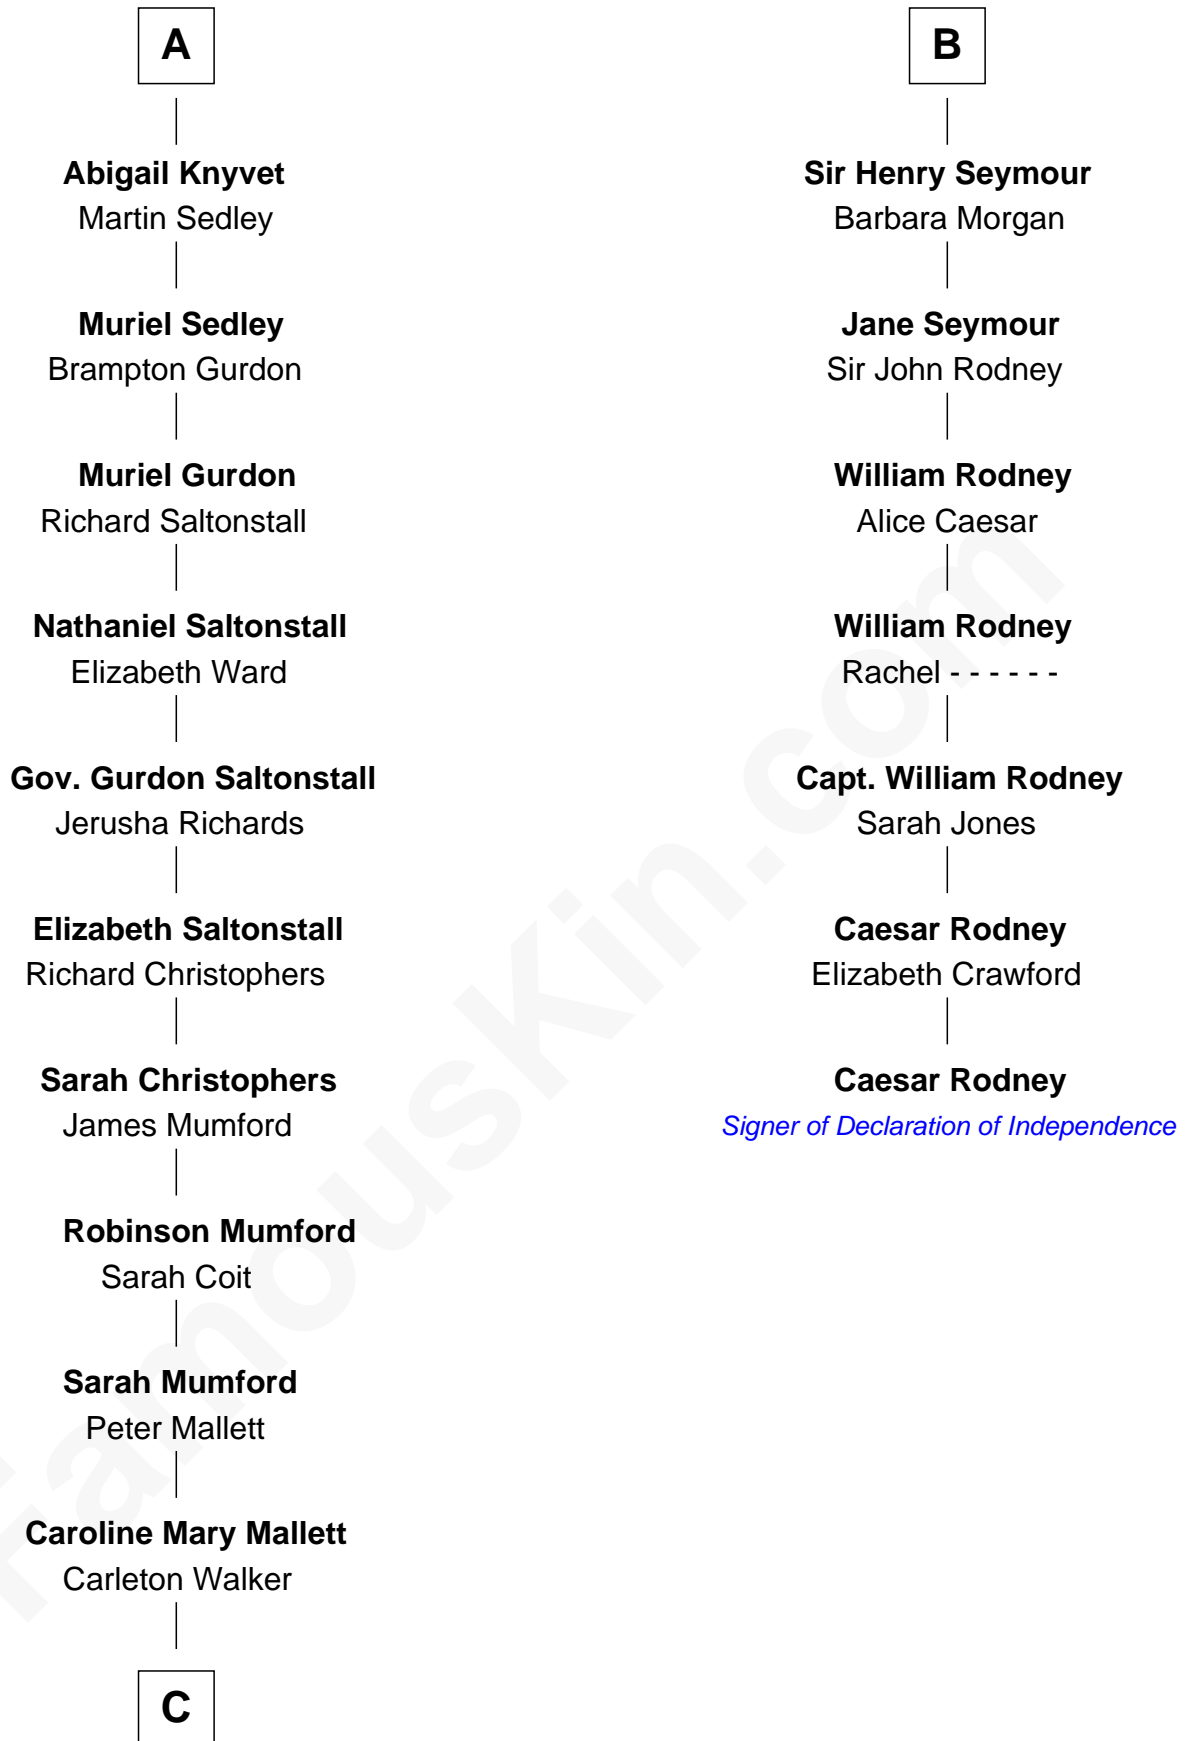 A
Abigail Knyvet
Martin Sedley
Muriel Sedley
Brampton Gurdon
Muriel Gurdon
Richard Saltonstall
Nathaniel Saltonstall
Elizabeth Ward
Gov. Gurdon Saltonstall
Jerusha Richards
Elizabeth Saltonstall
Richard Christophers
Sarah Christophers
James Mumford
Robinson Mumford
Sarah Coit
Sarah Mumford
Peter Mallett
Caroline Mary Mallett
Carleton Walker
C
B
Sir Henry Seymour
Barbara Morgan
Jane Seymour
Sir John Rodney
William Rodney
Alice Caesar
William Rodney
Rachel - - - - - -
Capt. William Rodney
Sarah Jones
Caesar Rodney
Elizabeth Crawford
Caesar Rodney
Signer of Declaration of Independence
FamousKin.com